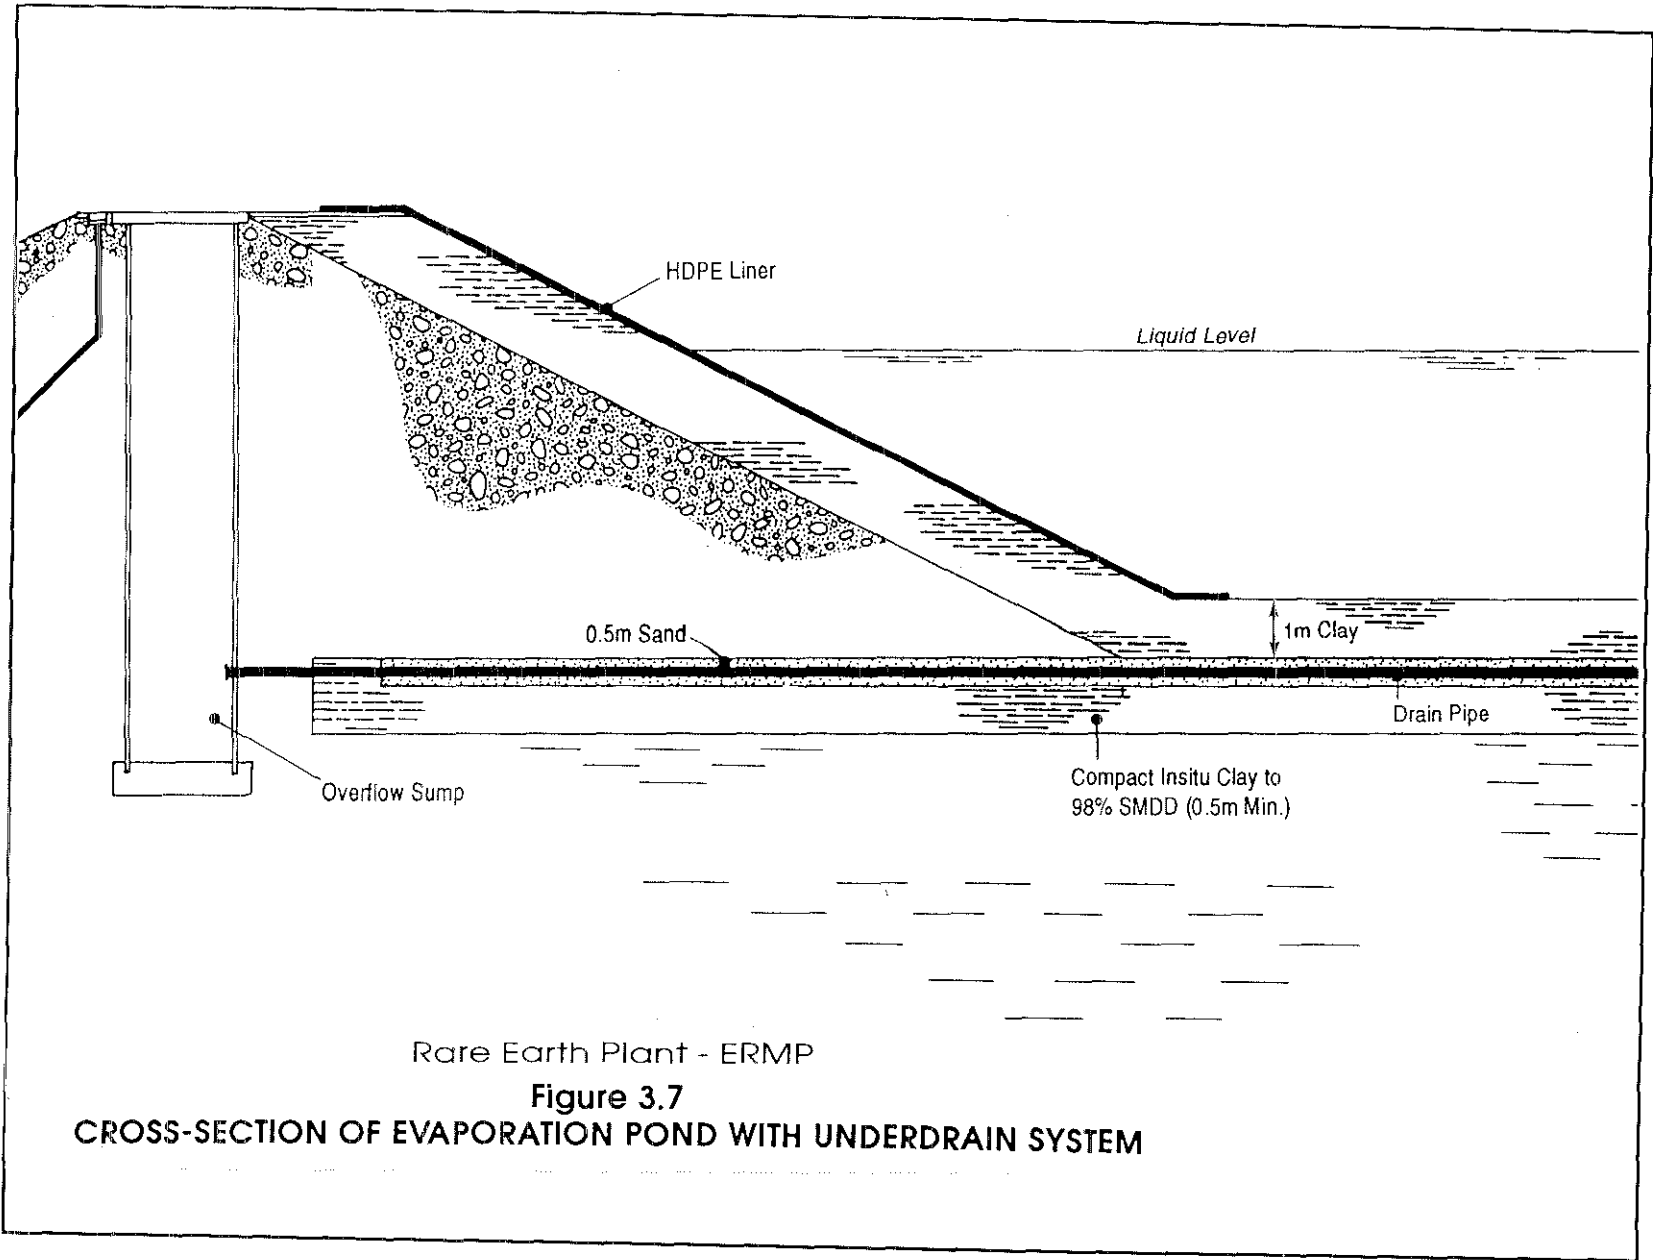 HDPE Liner
Liquid Level
0.5m Sand
1m Clay
Drain Pipe
Overflow Sump
Compact Insitu Clay to
98% SMDD (0.5m Min.)
Rare Earth Plant - ERMP
Figure 3.7
CROSS-SECTION OF EVAPORATION POND WITH UNDERDRAIN SYSTEM